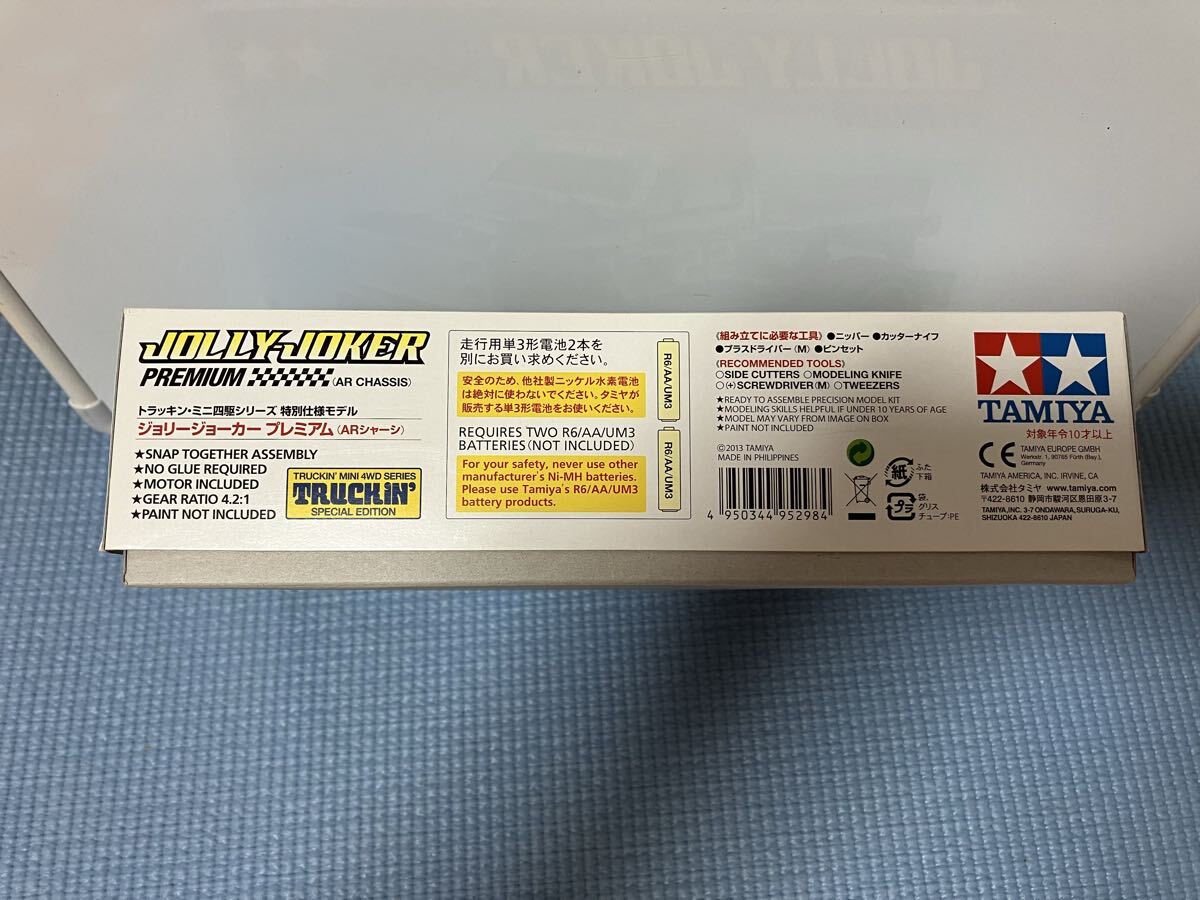 JOLLY JOKER
JOLLY-JOKER
PREMIUM (AR CHASSIS)
トラッキン・ミニ四駆シリーズ 特別仕様モデル
ジョリージョーカー プレミアム〈ARシャーシ〉
★SNAP TOGETHER ASSEMBLY
★NO GLUE REQUIRED
★MOTOR INCLUDED
★GEAR RATIO 4.2:1
★PAINT NOT INCLUDED
TRUCKIN' MINI 4WD SERIES
TRUCKIN'
SPECIAL EDITION
走行用単3形電池2本を
別にお買い求めください。
安全のため、他社製ニッケル水素電池
は絶対に使わないでください。タミヤが
販売する単3形電池をお使いください。
REQUIRES TWO R6/AA/UM3
BATTERIES (NOT INCLUDED)
For your safety, never use other
manufacturer's Ni-MH batteries.
Please use Tamiya's R6/AA/UM3
battery products.
R6/AA/UM3
R6/AA/UM3
《組み立てに必要な工具》●ニッパー ●カッターナイフ
●プラスドライバー〈M〉 ●ピンセット
《RECOMMENDED TOOLS》
○SIDE CUTTERS ○MODELING KNIFE
○(+)SCREWDRIVER(M) ○TWEEZERS
★READY TO ASSEMBLE PRECISION MODEL KIT
★MODELING SKILLS HELPFUL IF UNDER 10 YEARS OF AGE
★MODEL MAY VARY FROM IMAGE ON BOX
★PAINT NOT INCLUDED
©2013 TAMIYA
MADE IN PHILIPPINES
4 950344 952984
紙
ふた
下箱
プラ
袋、
グリス
チューブ:PE
TAMIYA
対象年令10才以上
CE
TAMIYA EUROPE GMBH
Werkstr. 1, 90765 Fürth (Bay.),
Germany
TAMIYA AMERICA, INC. IRVINE, CA
株式会社タミヤ www.tamiya.com
〒422-8610 静岡市駿河区恩田原3-7
TAMIYA,INC. 3-7 ONDAWARA, SURUGA-KU,
SHIZUOKA 422-8610 JAPAN